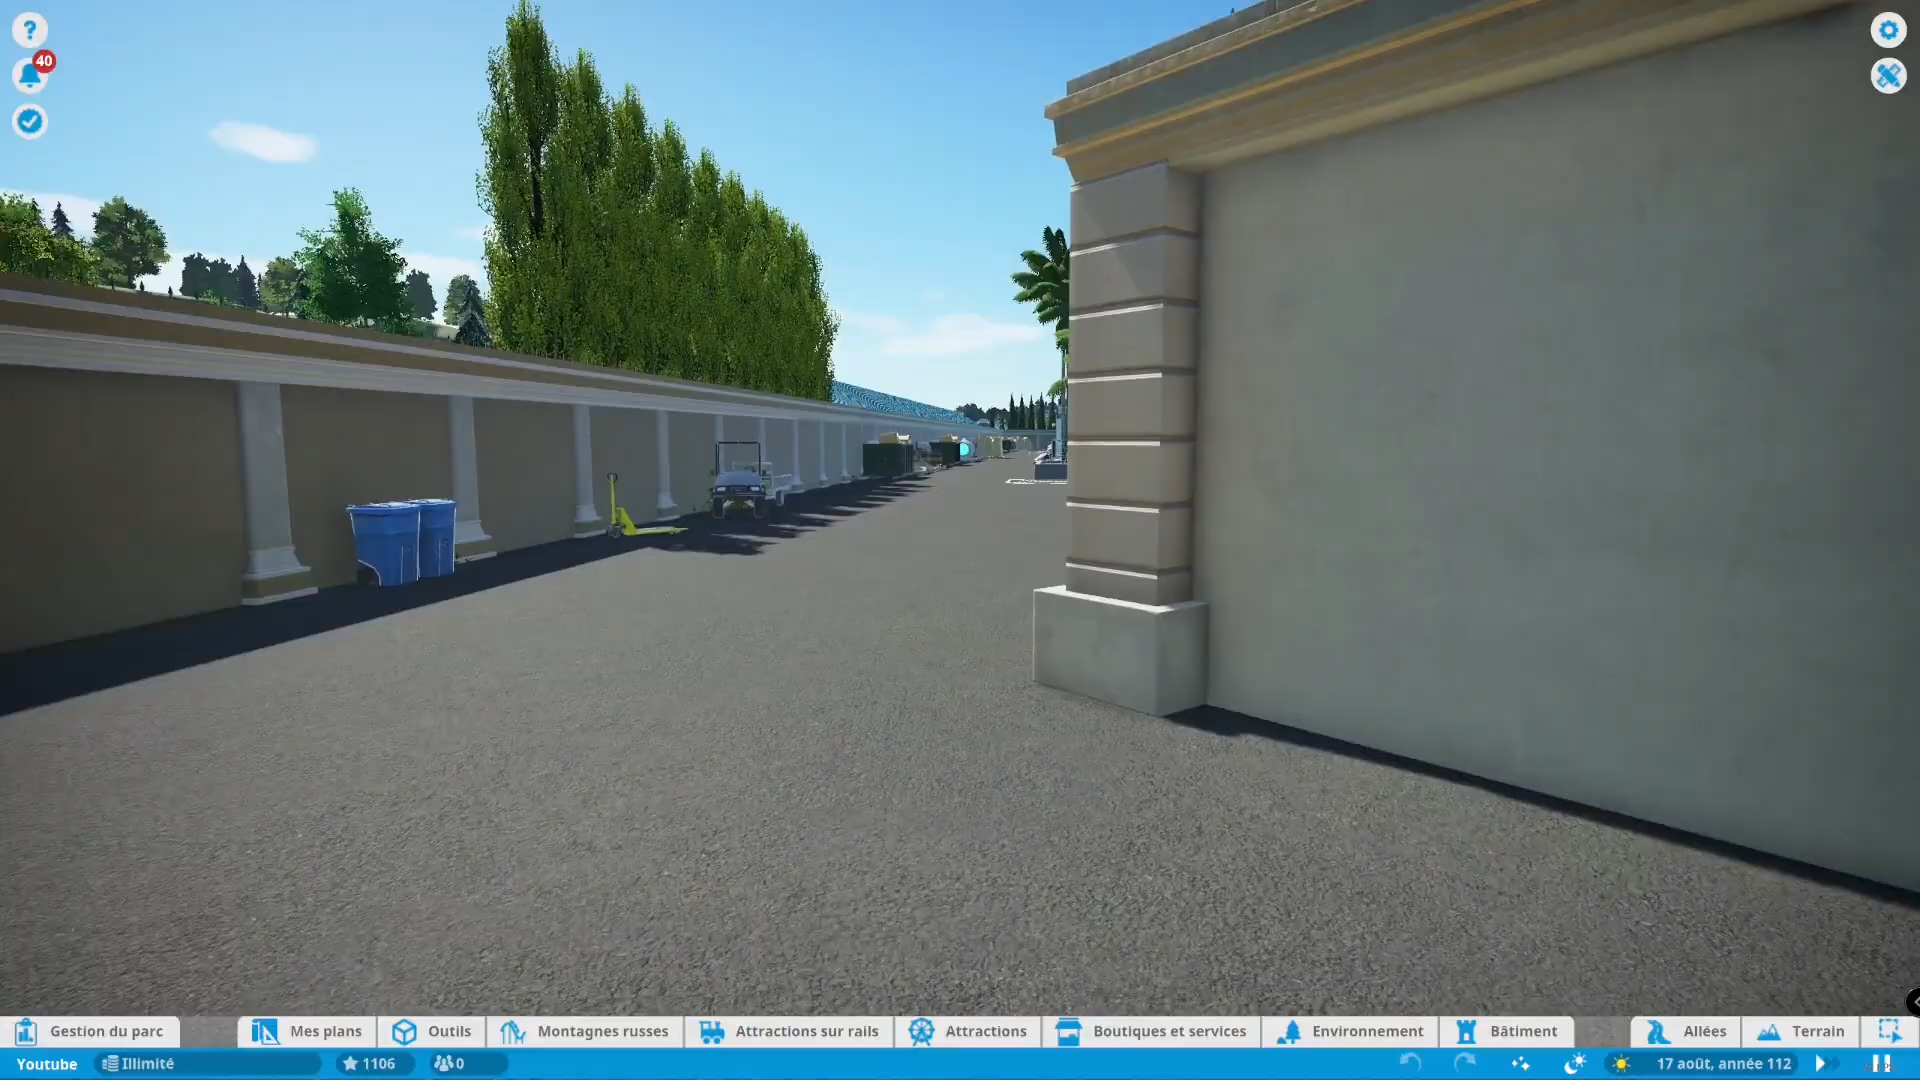 ?
40
Gestion du parc
Mes plans
Outils
Montagnes russes
Attractions sur rails
Attractions
Boutiques et services
Environnement
Bâtiment
Allées
Terrain
Youtube
Illimité
1106
0
17 août, année 112